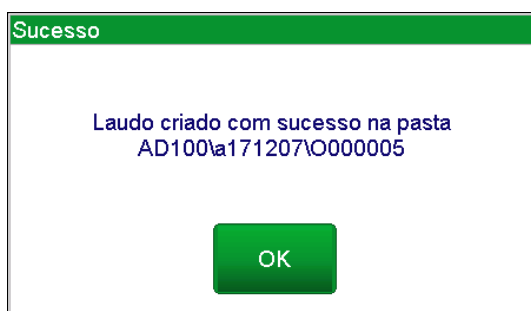 Sucesso
Laudo criado com sucesso na pasta
AD100\a171207\O000005
OK